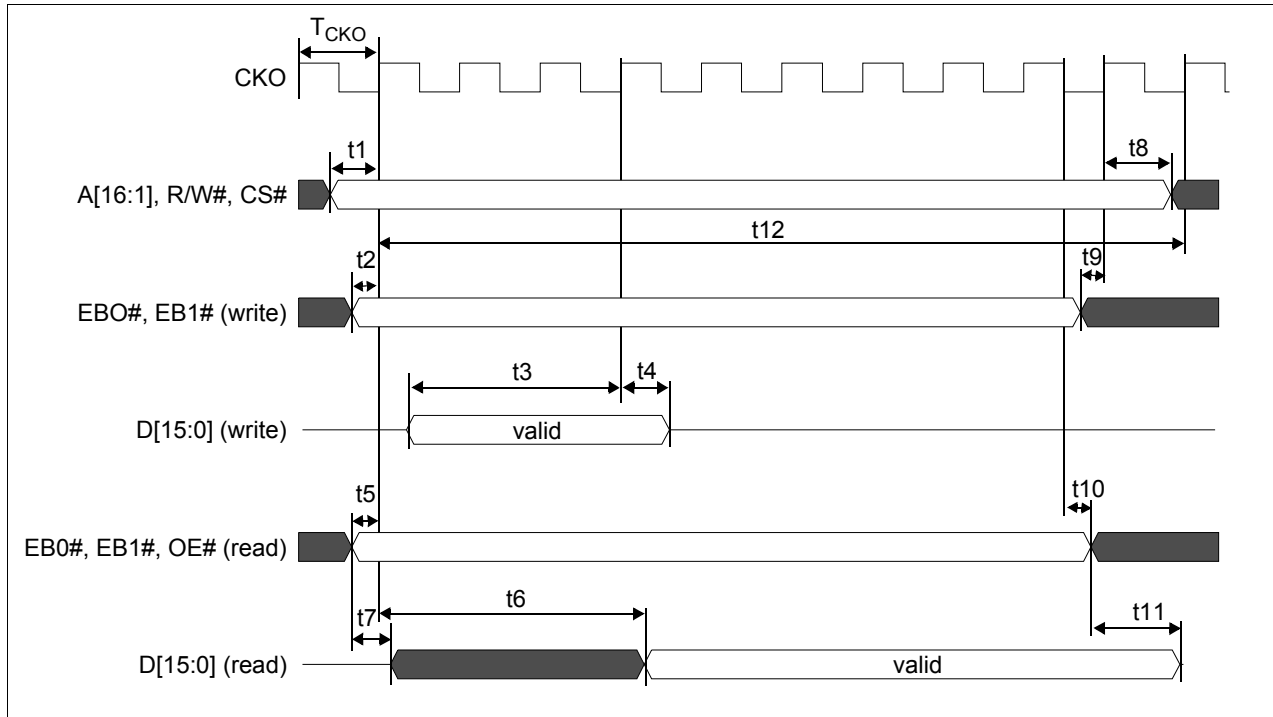 TCKO
CKO
t1
t8
A[16:1], R/W#, CS#
t12
t2
t9
EBO#, EB1# (write)
t3
t4
D[15:0] (write)
valid
t5
t10
EB0#, EB1#, OE# (read)
t6
t7
t11
D[15:0] (read)
valid